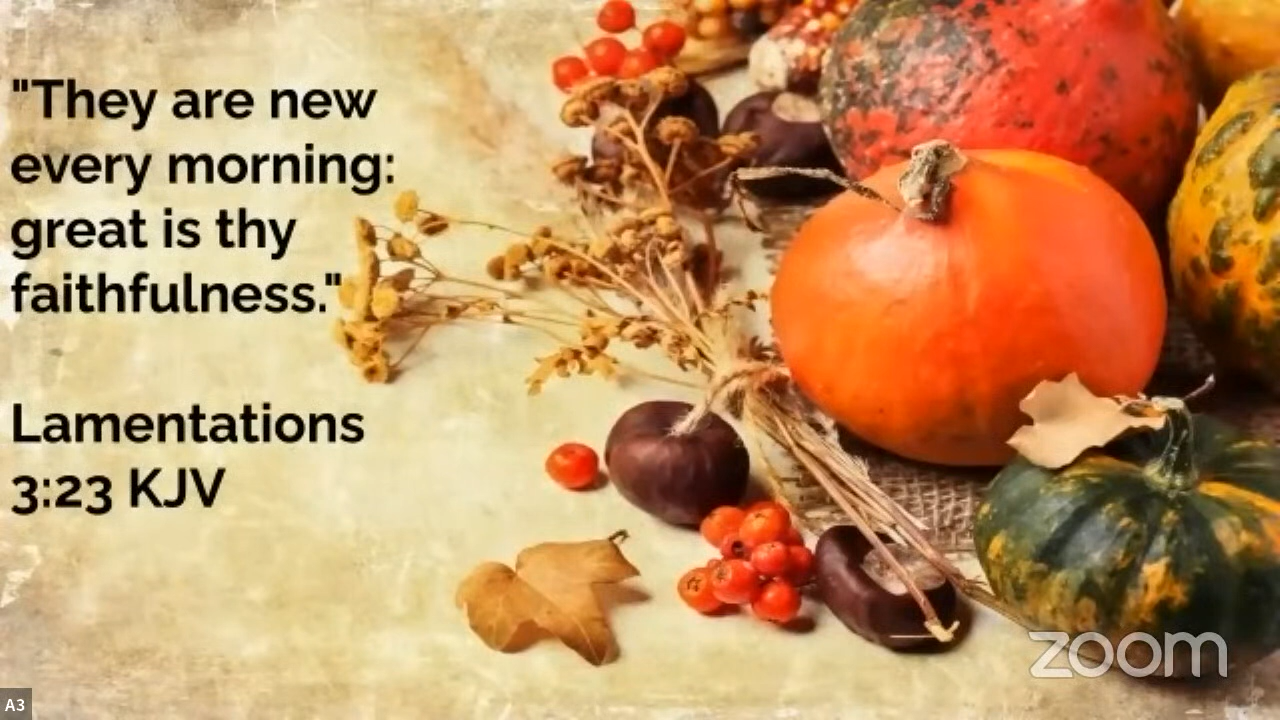 "They are new
every morning:
great is thy
faithfulness."
Lamentations
3:23 KJV
zoom
A3